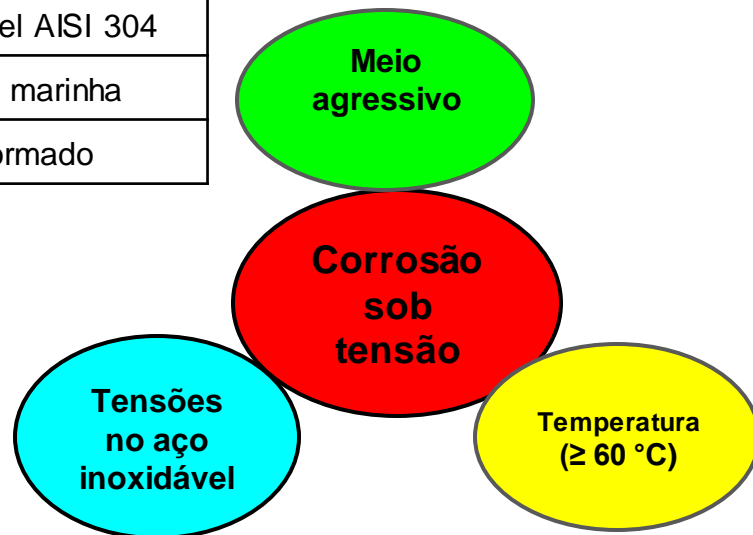 el AISI 304
marinha
ormado
Meio
agressivo
Corrosão
sob
tensão
Tensões
no aço
inoxidável
Temperatura
(≥ 60 °C)